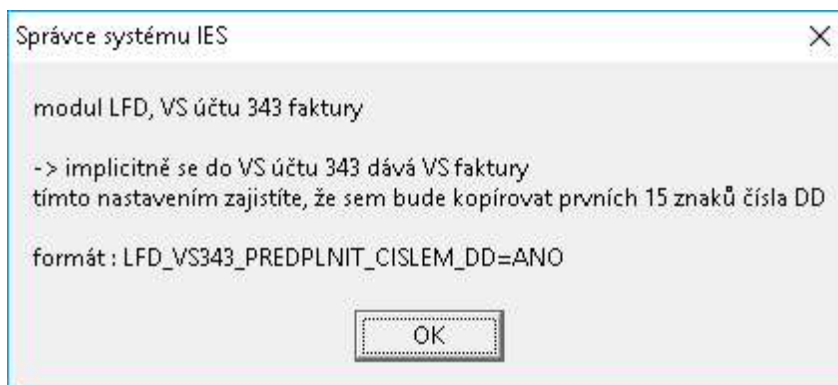 Správce systému IES
modul LFD, VS účtu 343 faktury
-> implicitně se do VS účtu 343 dává VS faktury
tímto nastavením zajistíte, že sem bude kopírovat prvních 15 znaků čísla DD
formát : LFD_VS343_PREDPLNIT_CISLEM_DD=ANO
OK